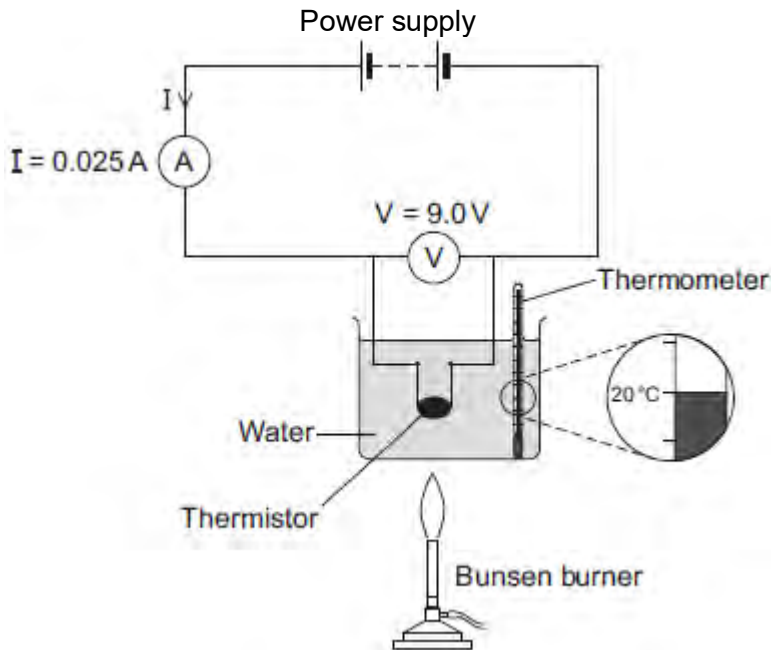 Power supply
I
I = 0.025 A
A
V = 9.0 V
V
Thermometer
20 °C
Water
Thermistor
Bunsen burner